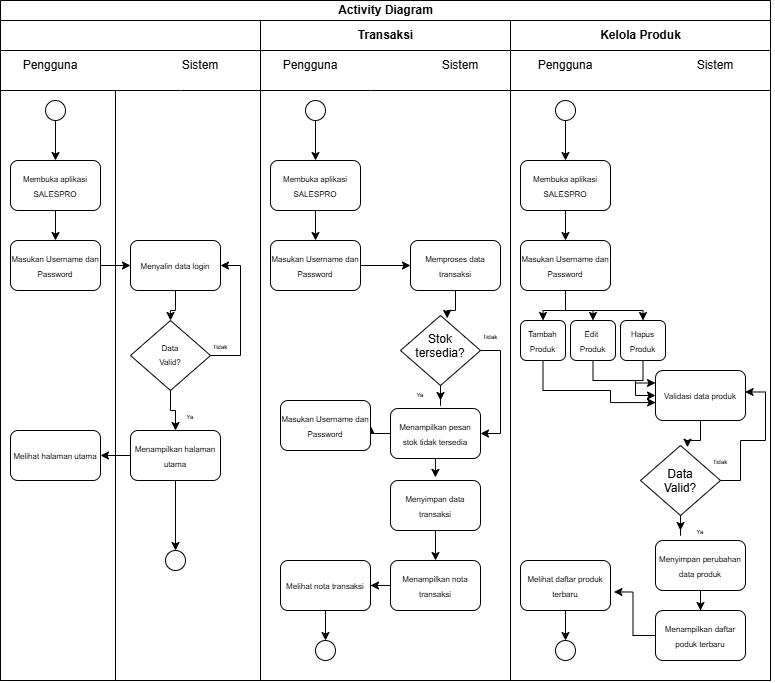 Activity Diagram
Transaksi
Kelola Produk
Pengguna
Sistem
Pengguna
Sistem
Pengguna
Sistem
Membuka aplikasi
SALESPRO
Masukan Username dan
Password
Menyalin data login
Data
Valid?
Tidak
Ya
Menampilkan halaman
utama
Melihat halaman utama
Membuka aplikasi
SALESPRO
Masukan Username dan
Password
Memproses data
transaksi
Stok
tersedia?
Tidak
Ya
Masukan Username dan
Password
Menampilkan pesan
stok tidak tersedia
Menyimpan data
transaksi
Menampilkan nota
transaksi
Melihat nota transaksi
Membuka aplikasi
SALESPRO
Masukan Username dan
Password
Tambah
Produk
Edit
Produk
Hapus
Produk
Validasi data produk
Data
Valid?
Tidak
Ya
Menyimpan perubahan
data produk
Menampilkan daftar
poduk terbaru
Melihat daftar produk
terbaru